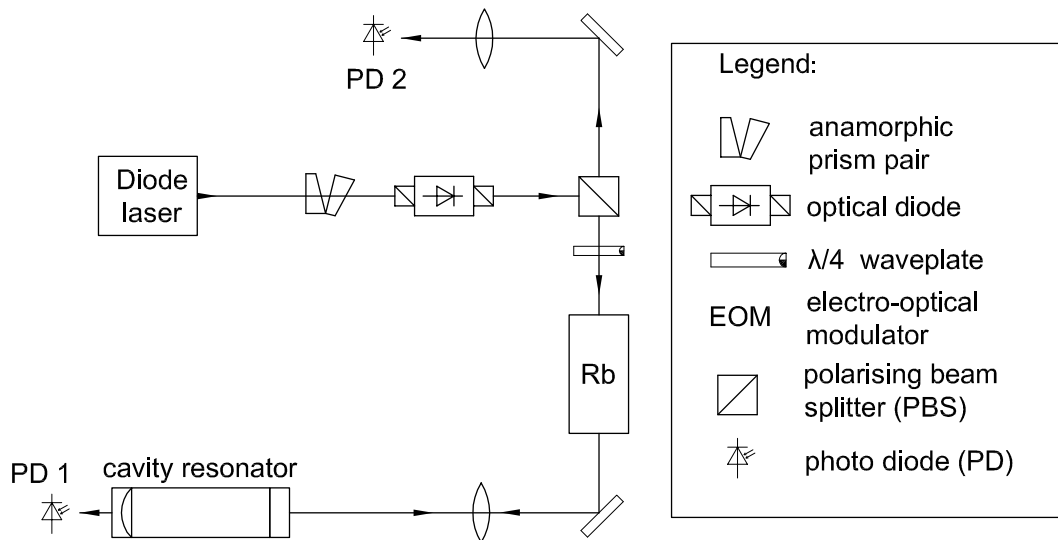 PD 2
Diode
laser
Rb
PD 1
cavity resonator
Legend:
anamorphic
prism pair
optical diode
λ/4 waveplate
EOM
electro-optical
modulator
polarising beam
splitter (PBS)
photo diode (PD)